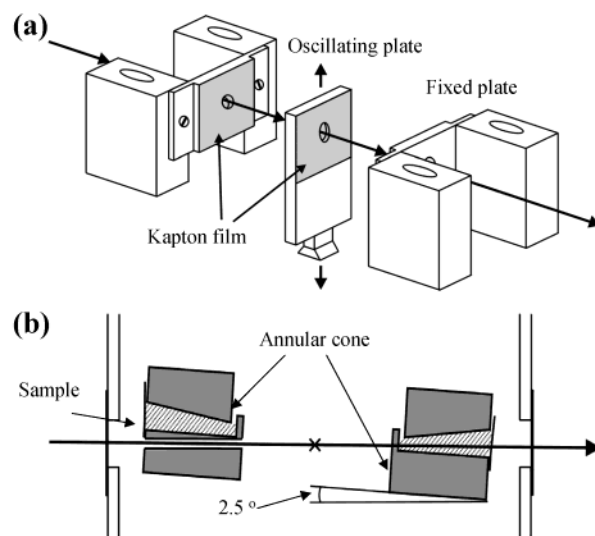 (a)
Oscillating plate
Fixed plate
Kapton film
(b)
Annular cone
Sample
2.5 °